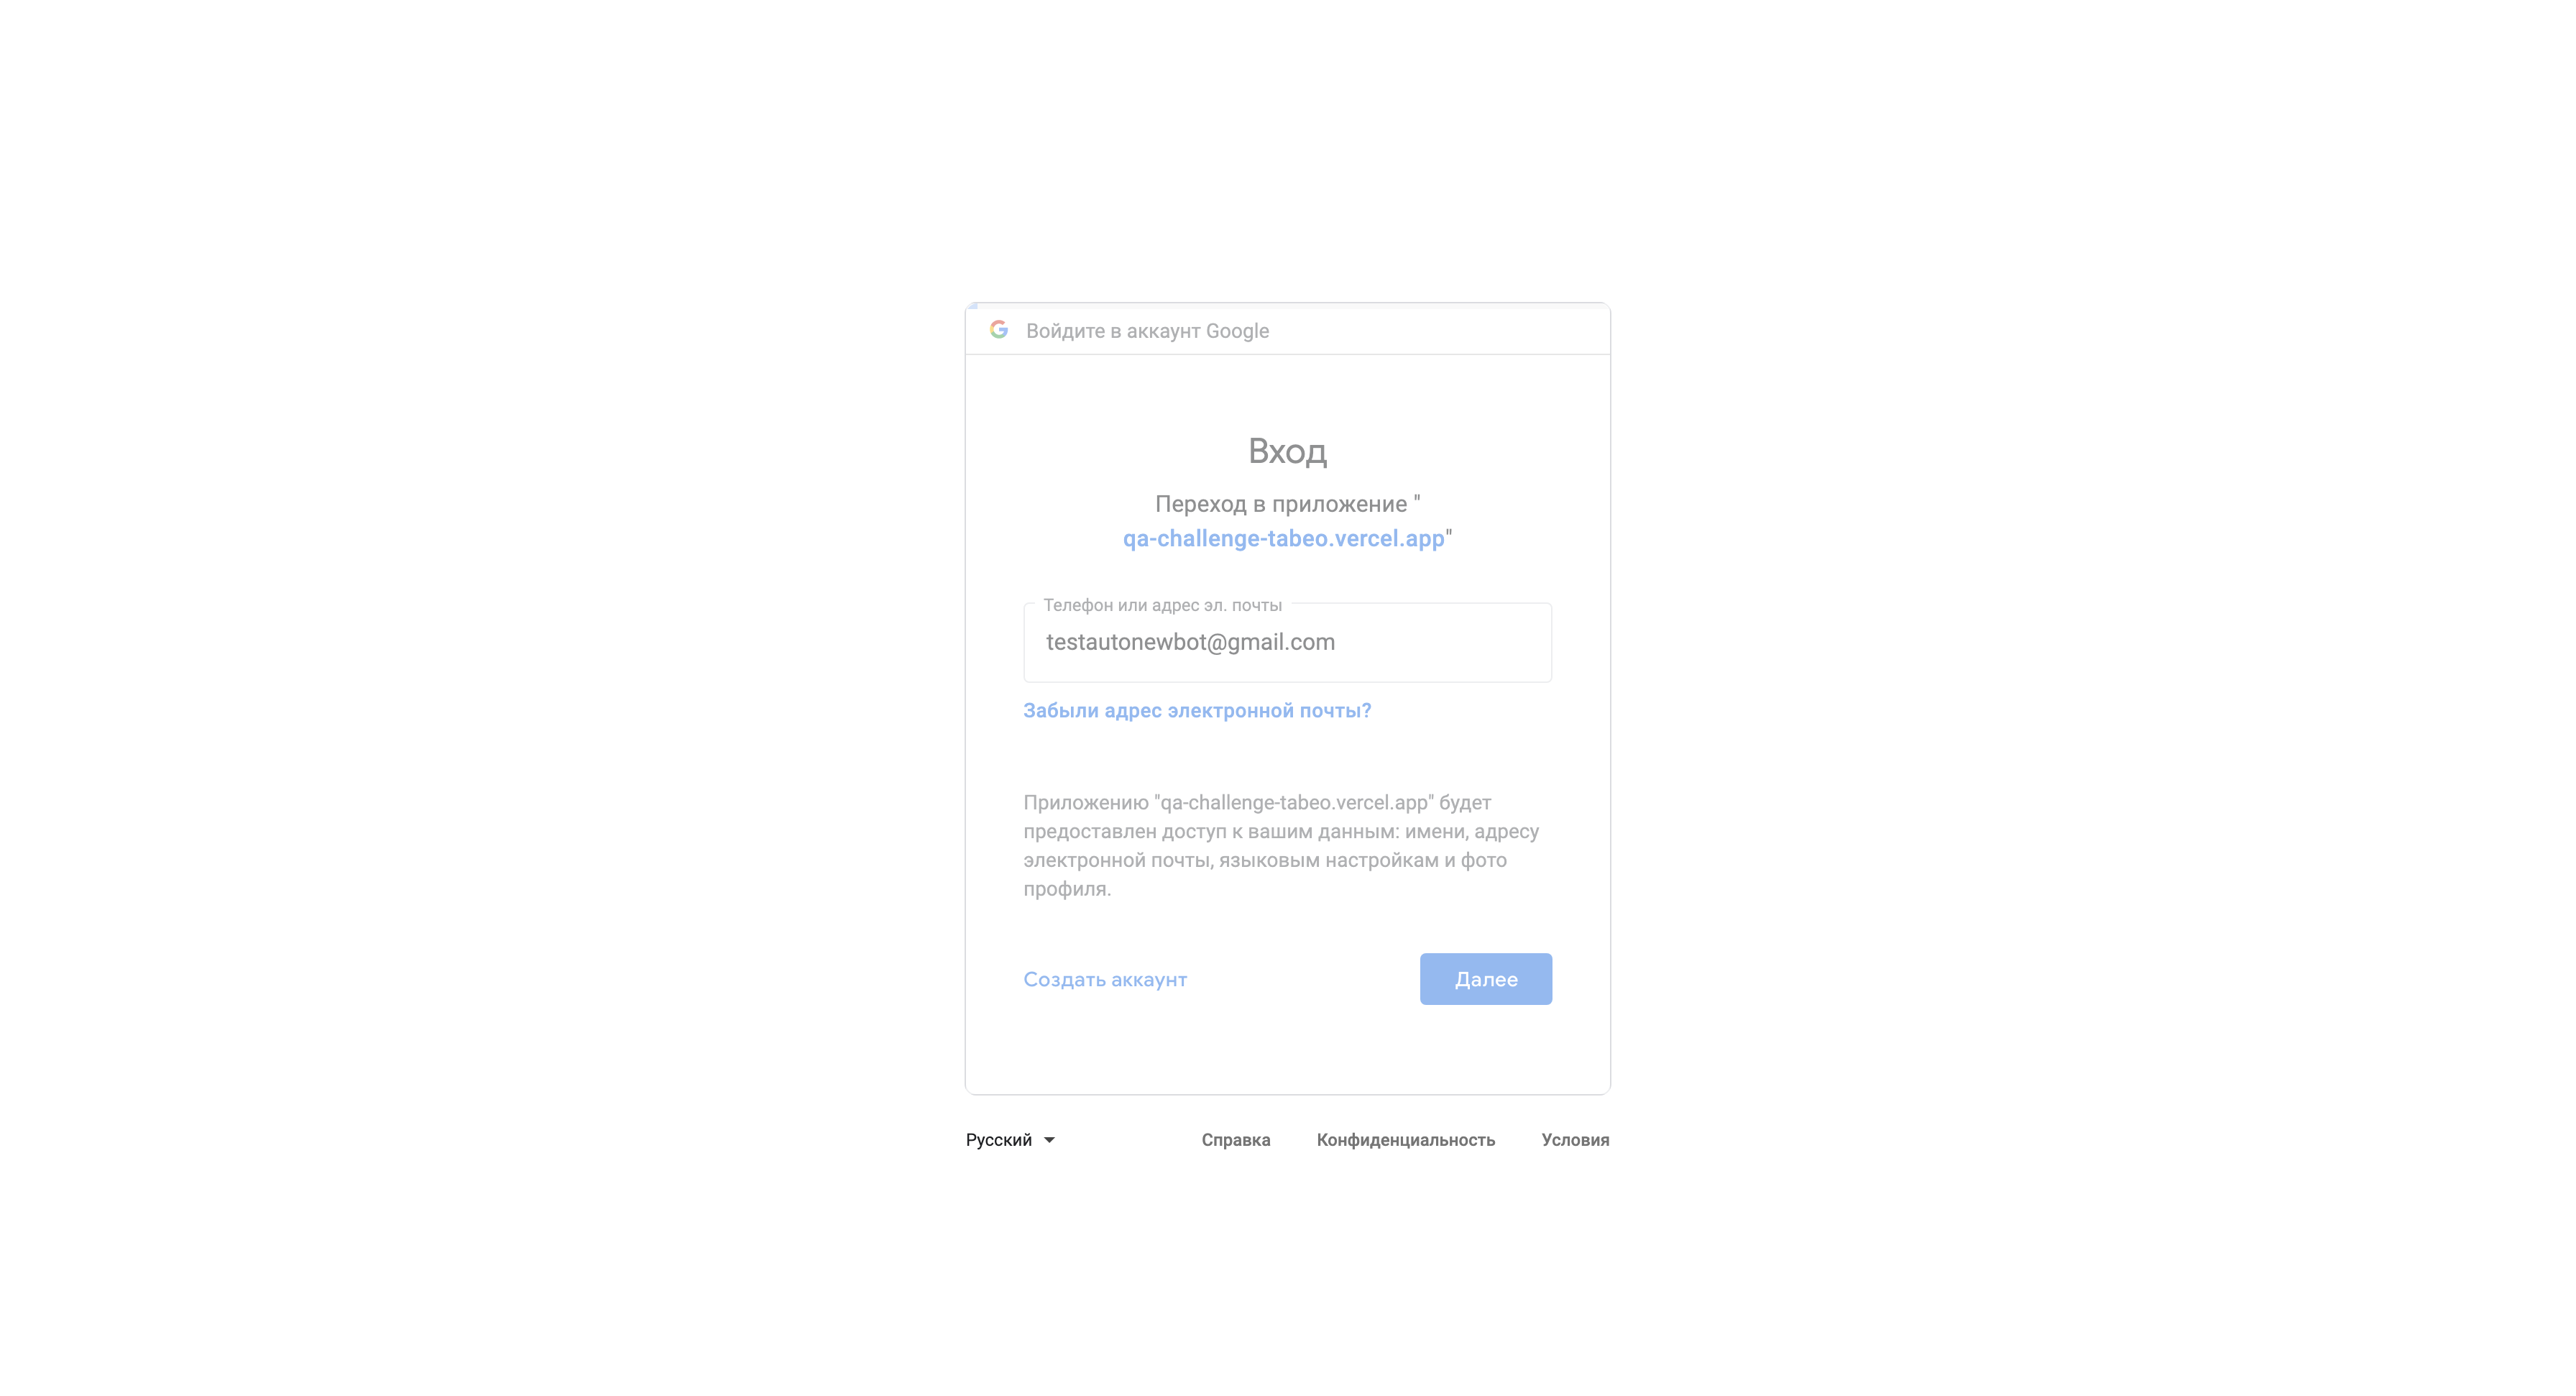 Войдите в аккаунт Google
Вход
Переход в приложение "
qa-challenge-tabeo.vercel.app"
Телефон или адрес эл. почты
testautonewbot@gmail.com
Забыли адрес электронной почты?
Приложению "qa-challenge-tabeo.vercel.app" будет
предоставлен доступ к вашим данным: имени, адресу
электронной почты, языковым настройкам и фото
профиля.
Создать аккаунт
Далее
Русский
Справка
Конфиденциальность
Условия